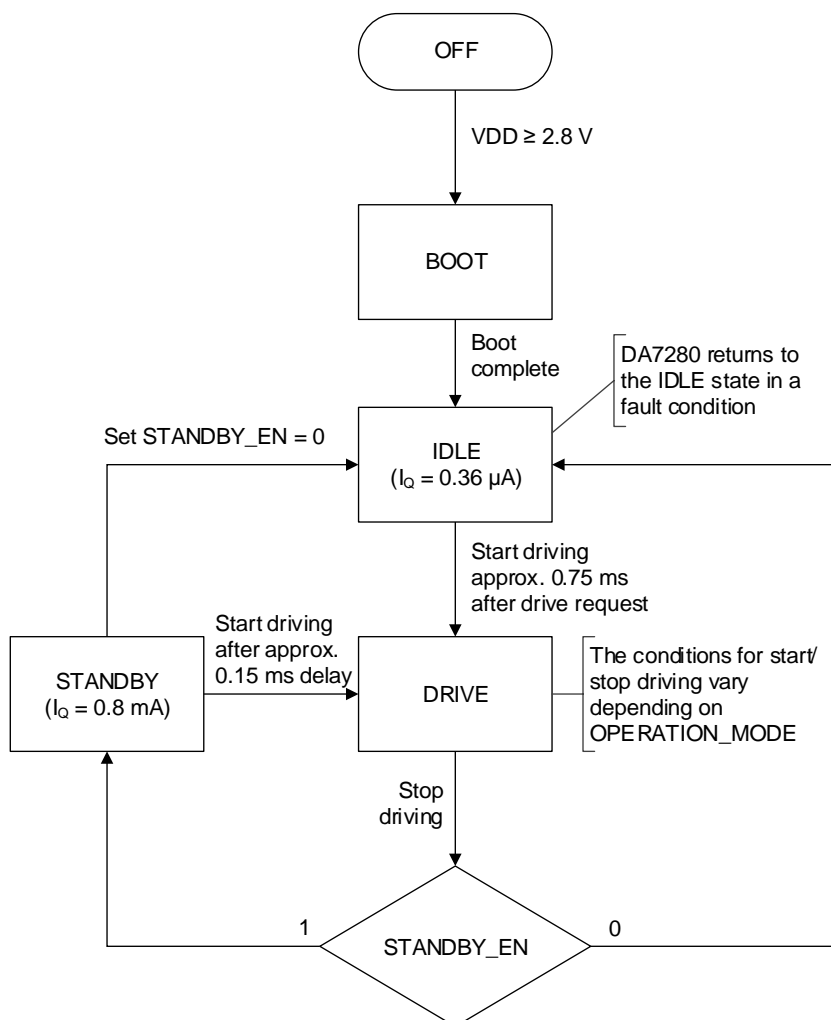 OFF
VDD ≥ 2.8 V
BOOT
Boot
complete
DA7280 returns to
the IDLE state in a
fault condition
Set STANDBY_EN = 0
IDLE
(IQ = 0.36 µA)
Start driving
approx. 0.75 ms
after drive request
Start driving
after approx.
0.15 ms delay
STANDBY
(IQ = 0.8 mA)
DRIVE
The conditions for start/
stop driving vary
depending on
OPERATION_MODE
Stop
driving
1
STANDBY_EN
0